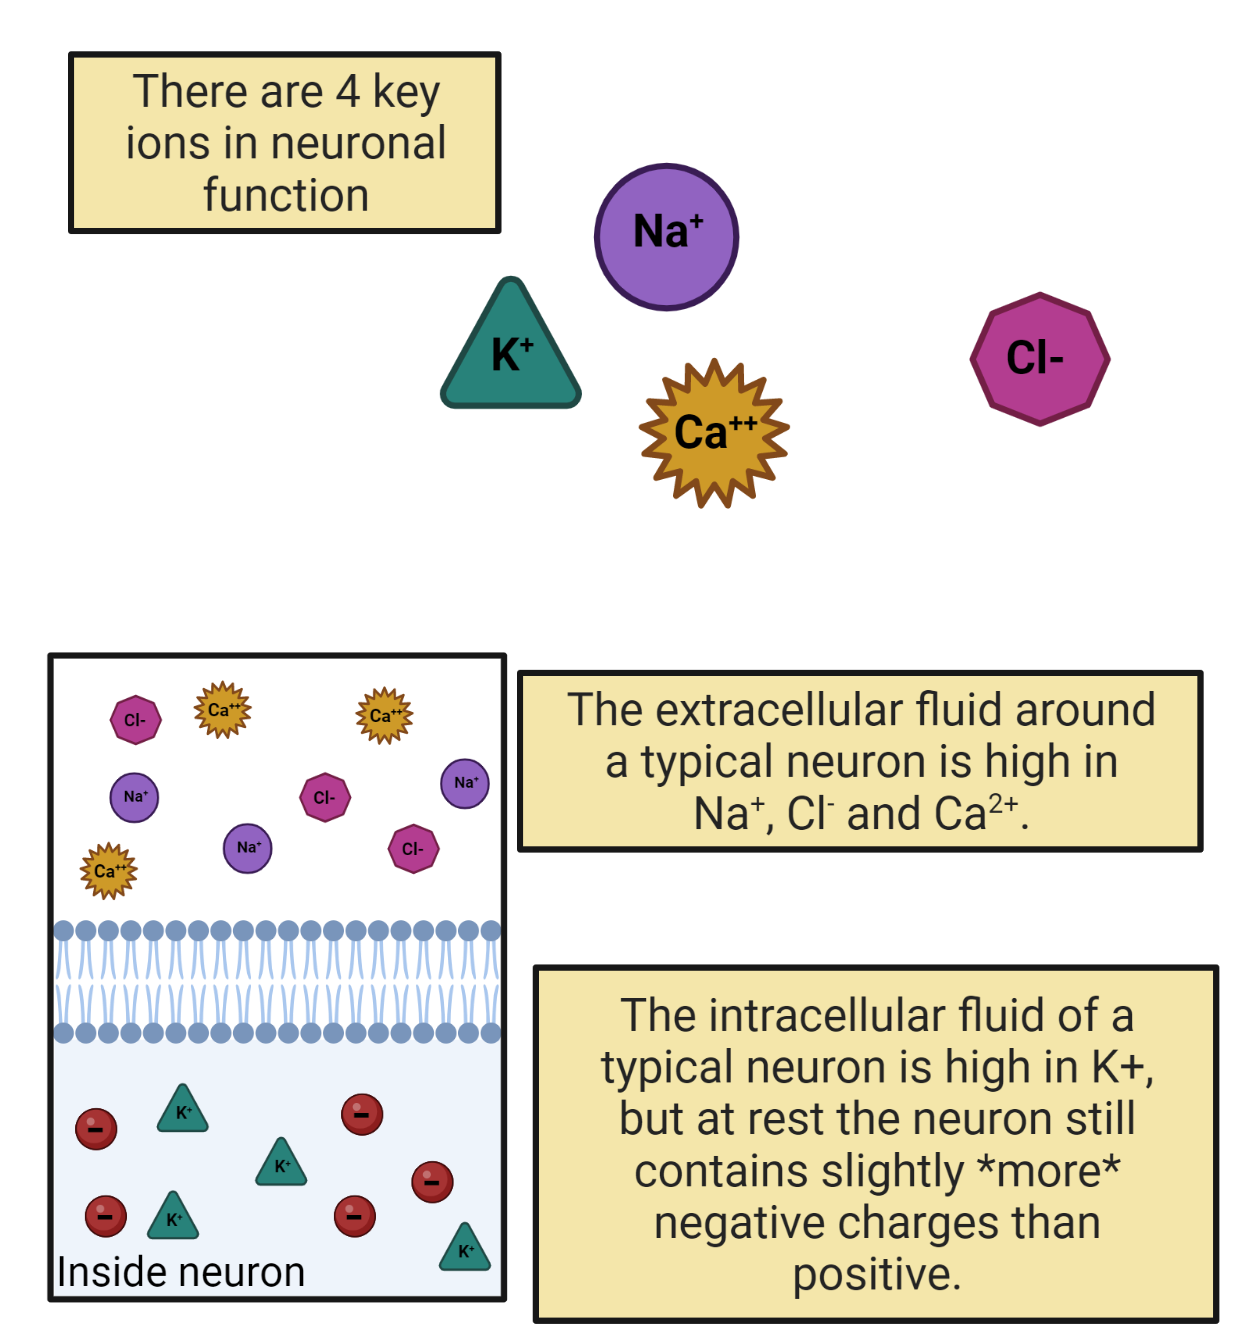 There are 4 key
ions in neuronal
function
Na⁺
K⁺
Cl-
Ca⁺⁺
Cl-
Ca⁺⁺
Ca⁺⁺
Na⁺
Cl-
Na⁺
Na⁺
Cl-
Ca⁺⁺
The extracellular fluid around
a typical neuron is high in
Na⁺, Cl⁻ and Ca²⁺.
−
K⁺
−
K⁺
−
−
K⁺
−
K⁺
Inside neuron
The intracellular fluid of a
typical neuron is high in K+,
but at rest the neuron still
contains slightly *more*
negative charges than
positive.